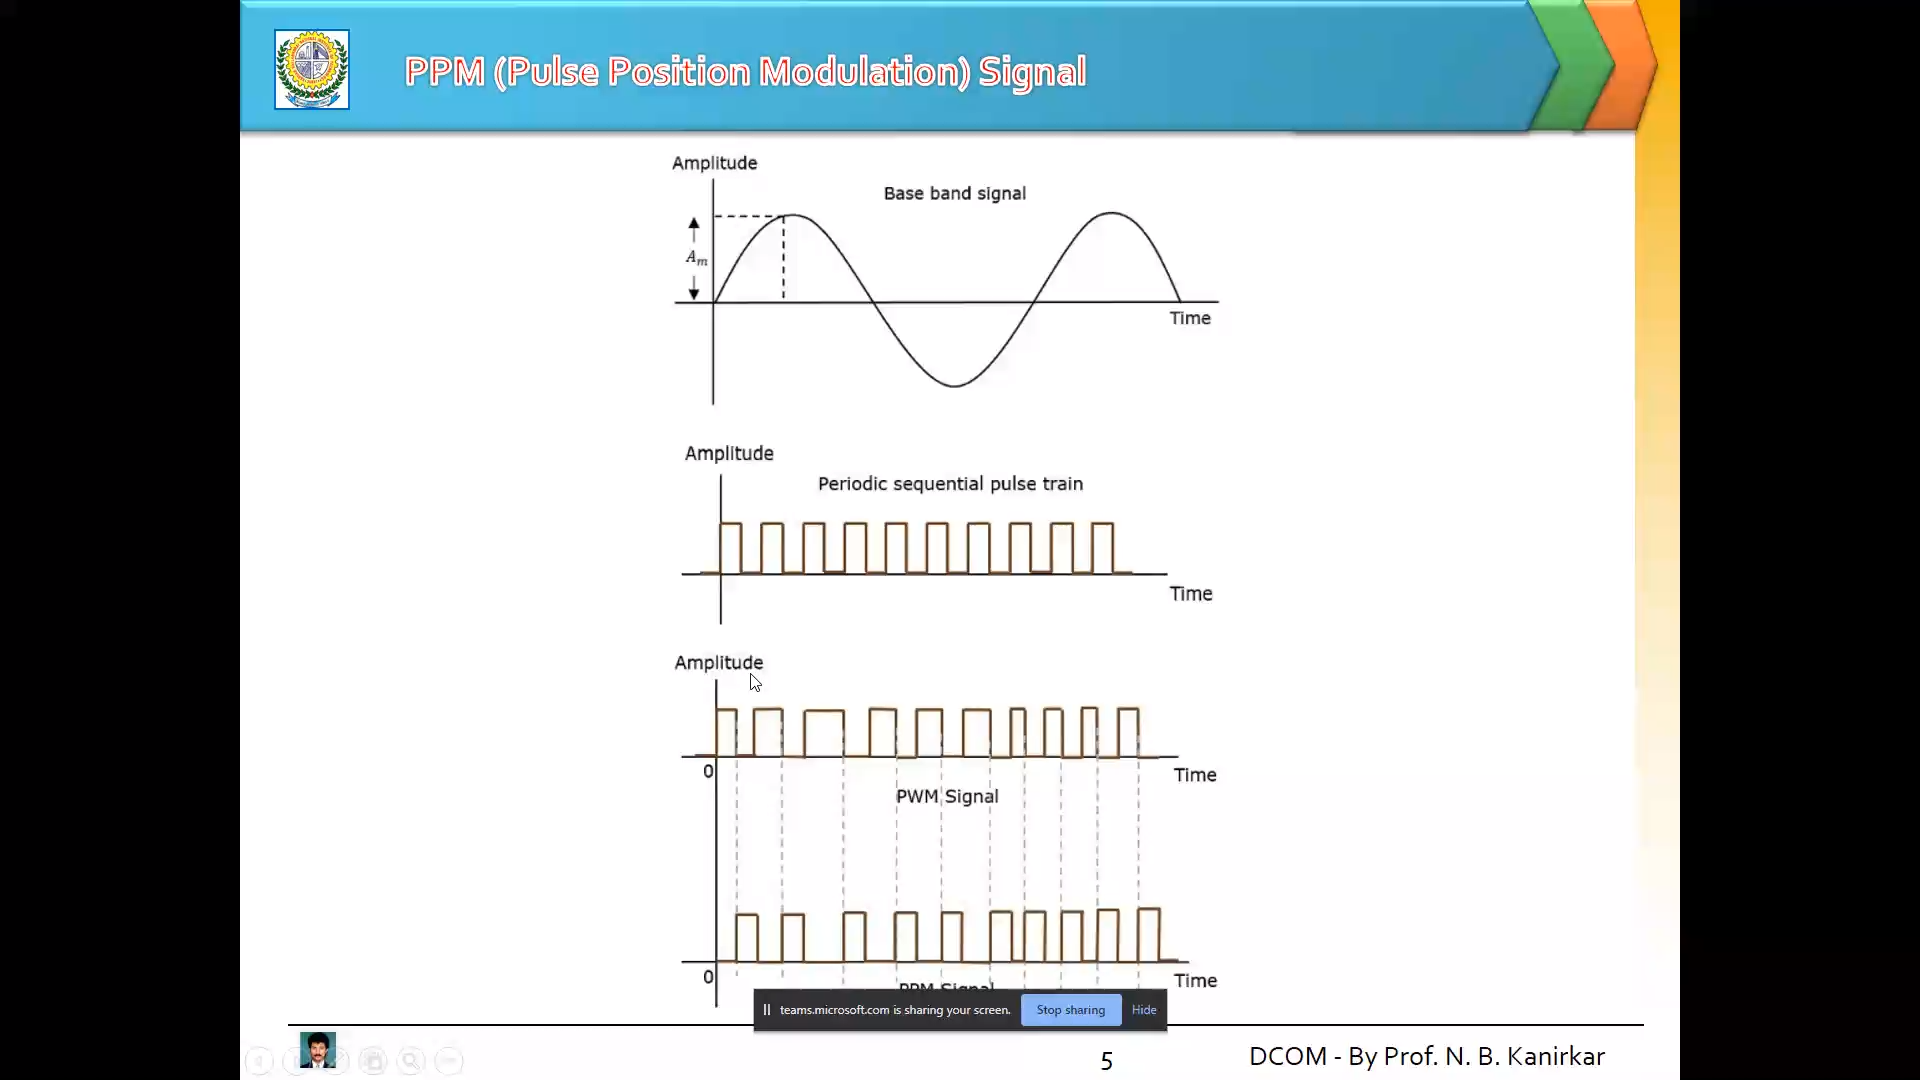 PPM (Pulse Position Modulation) Signal
Amplitude
Base band signal
Am
Time
Amplitude
Periodic sequential pulse train
Time
Amplitude
0
Time
PWM Signal
0
Time
PPM Signal
teams.microsoft.com is sharing your screen.
Stop sharing
Hide
5
DCOM - By Prof. N. B. Kanirkar